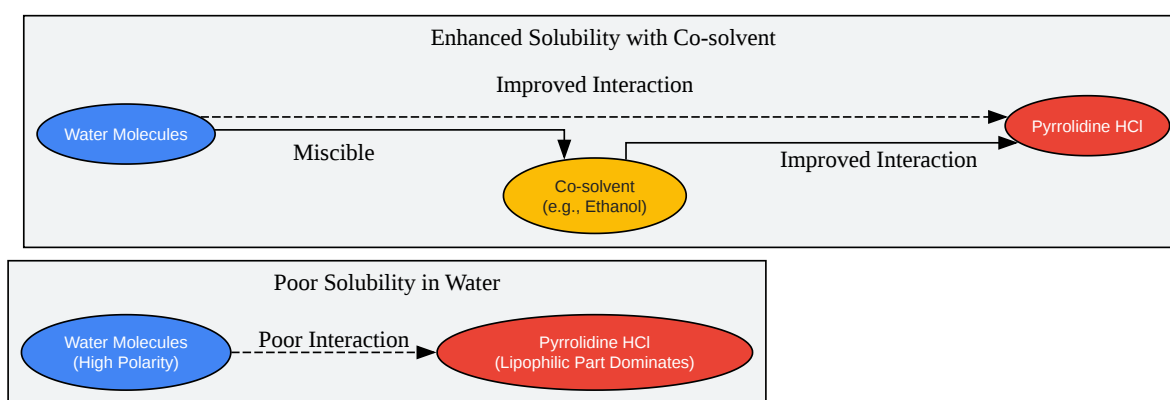 Enhanced Solubility with Co-solvent
Improved Interaction
Water Molecules
Pyrrolidine HCl
Miscible
Improved Interaction
Co-solvent
(e.g., Ethanol)
Poor Solubility in Water
Water Molecules
(High Polarity)
Poor Interaction
Pyrrolidine HCl
(Lipophilic Part Dominates)